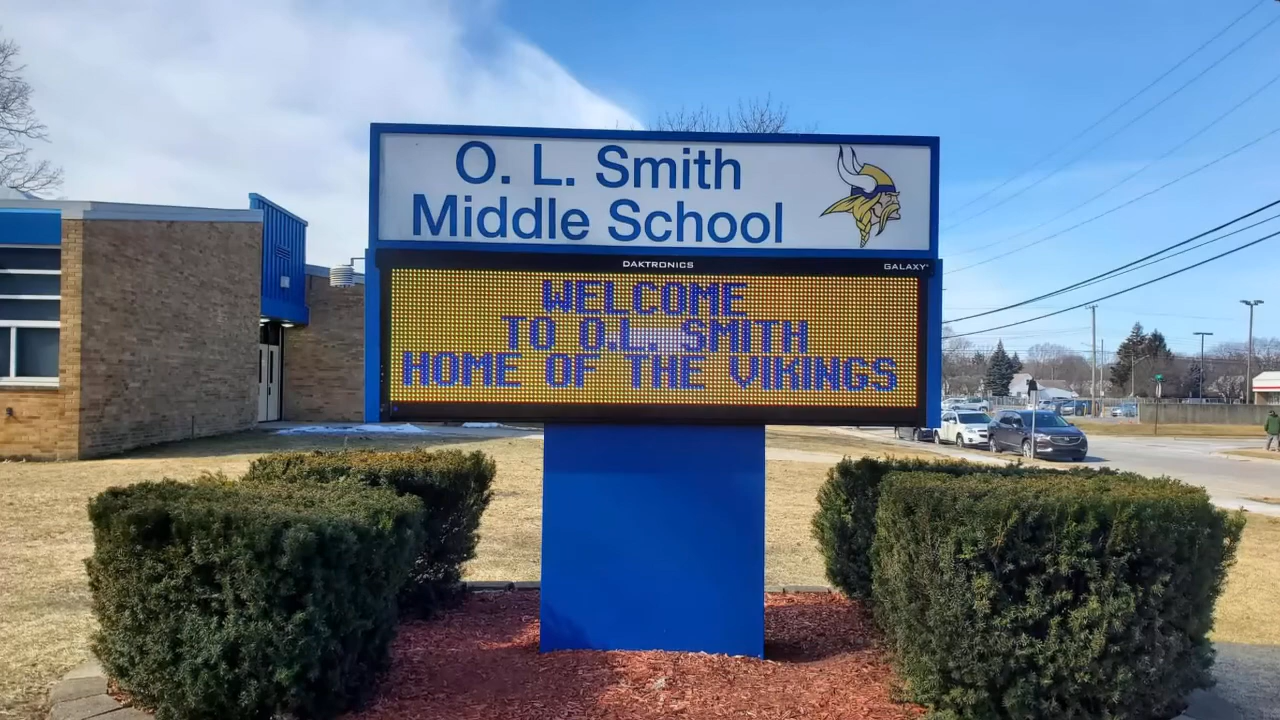 O. L. Smith
Middle School
DAKTRONICS
GALAXY®
WELCOME
TO O.L. SMITH
HOME OF THE VIKINGS